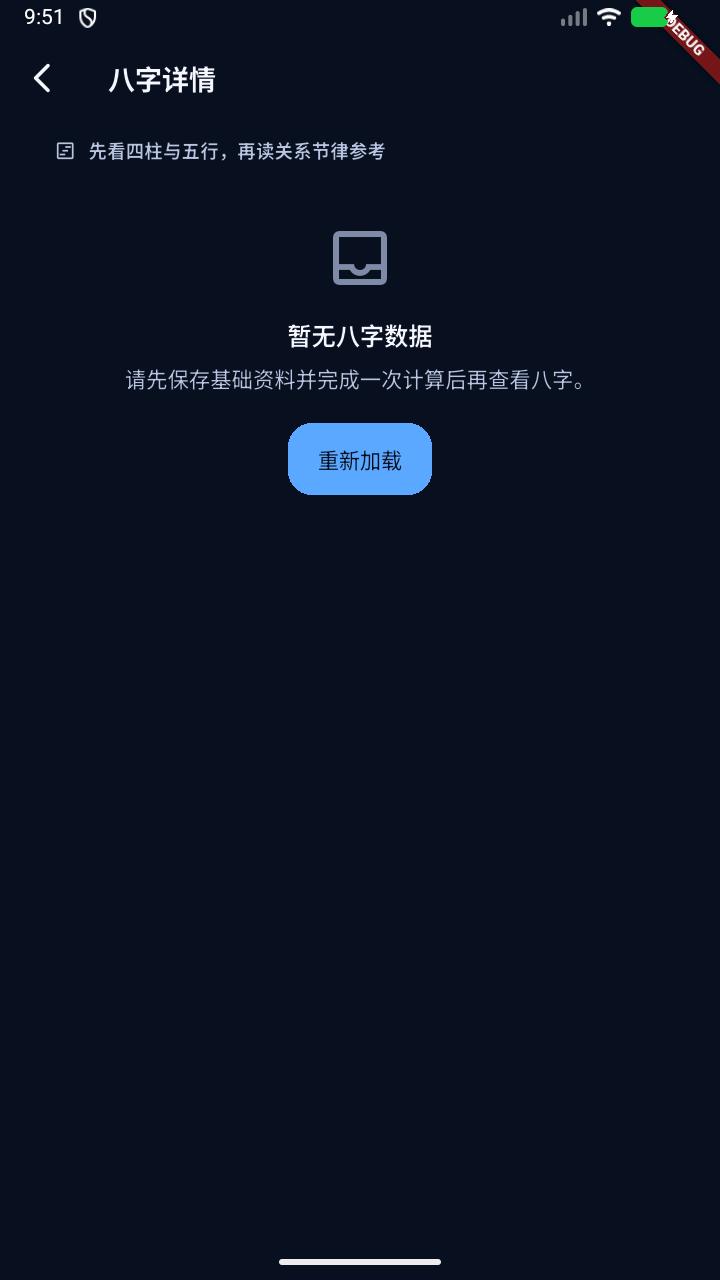 9:51
DEBUG
八字详情
先看四柱与五行，再读关系节律参考
暂无八字数据
请先保存基础资料并完成一次计算后再查看八字。
重新加载